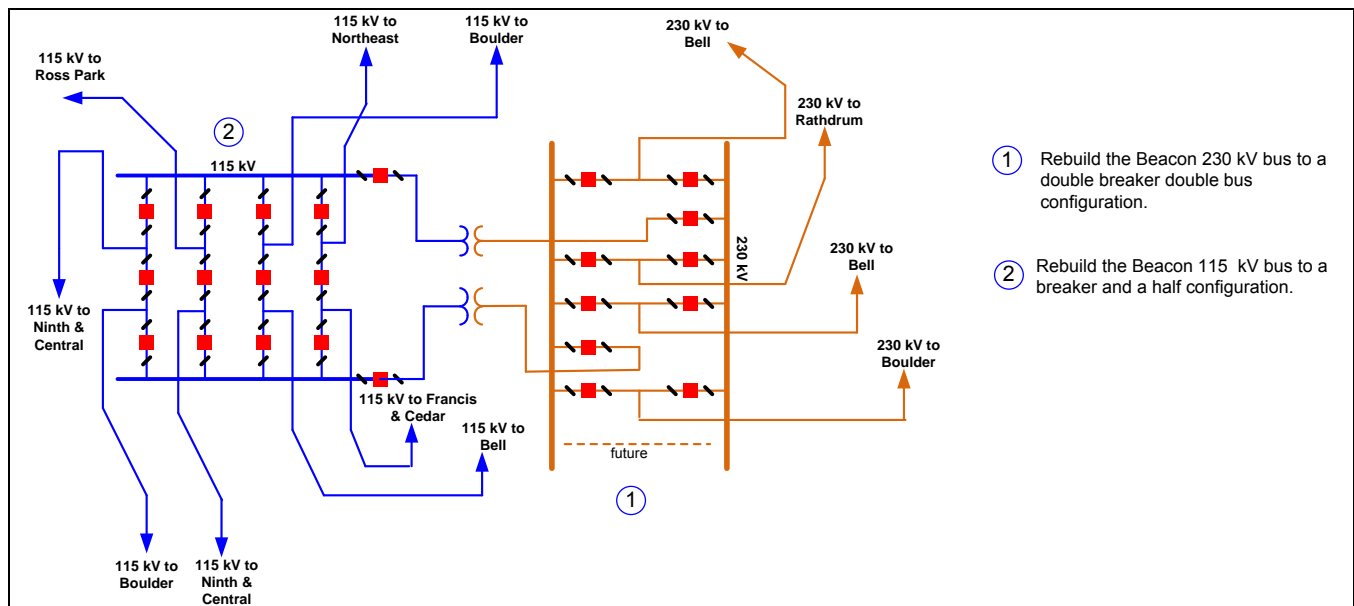 115 kV to
Northeast
115 kV to
Boulder
230 kV to
Bell
115 kV to
Ross Park
230 kV to
Rathdrum
2
115 kV
1 Rebuild the Beacon 230 kV bus to a
double breaker double bus
configuration.
230 kV
230 kV to
Bell
2 Rebuild the Beacon 115 kV bus to a
breaker and a half configuration.
115 kV to
Ninth &
Central
230 kV to
Boulder
115 kV to Francis
& Cedar
115 kV to
Bell
future
1
115 kV to
Boulder
115 kV to
Ninth &
Central